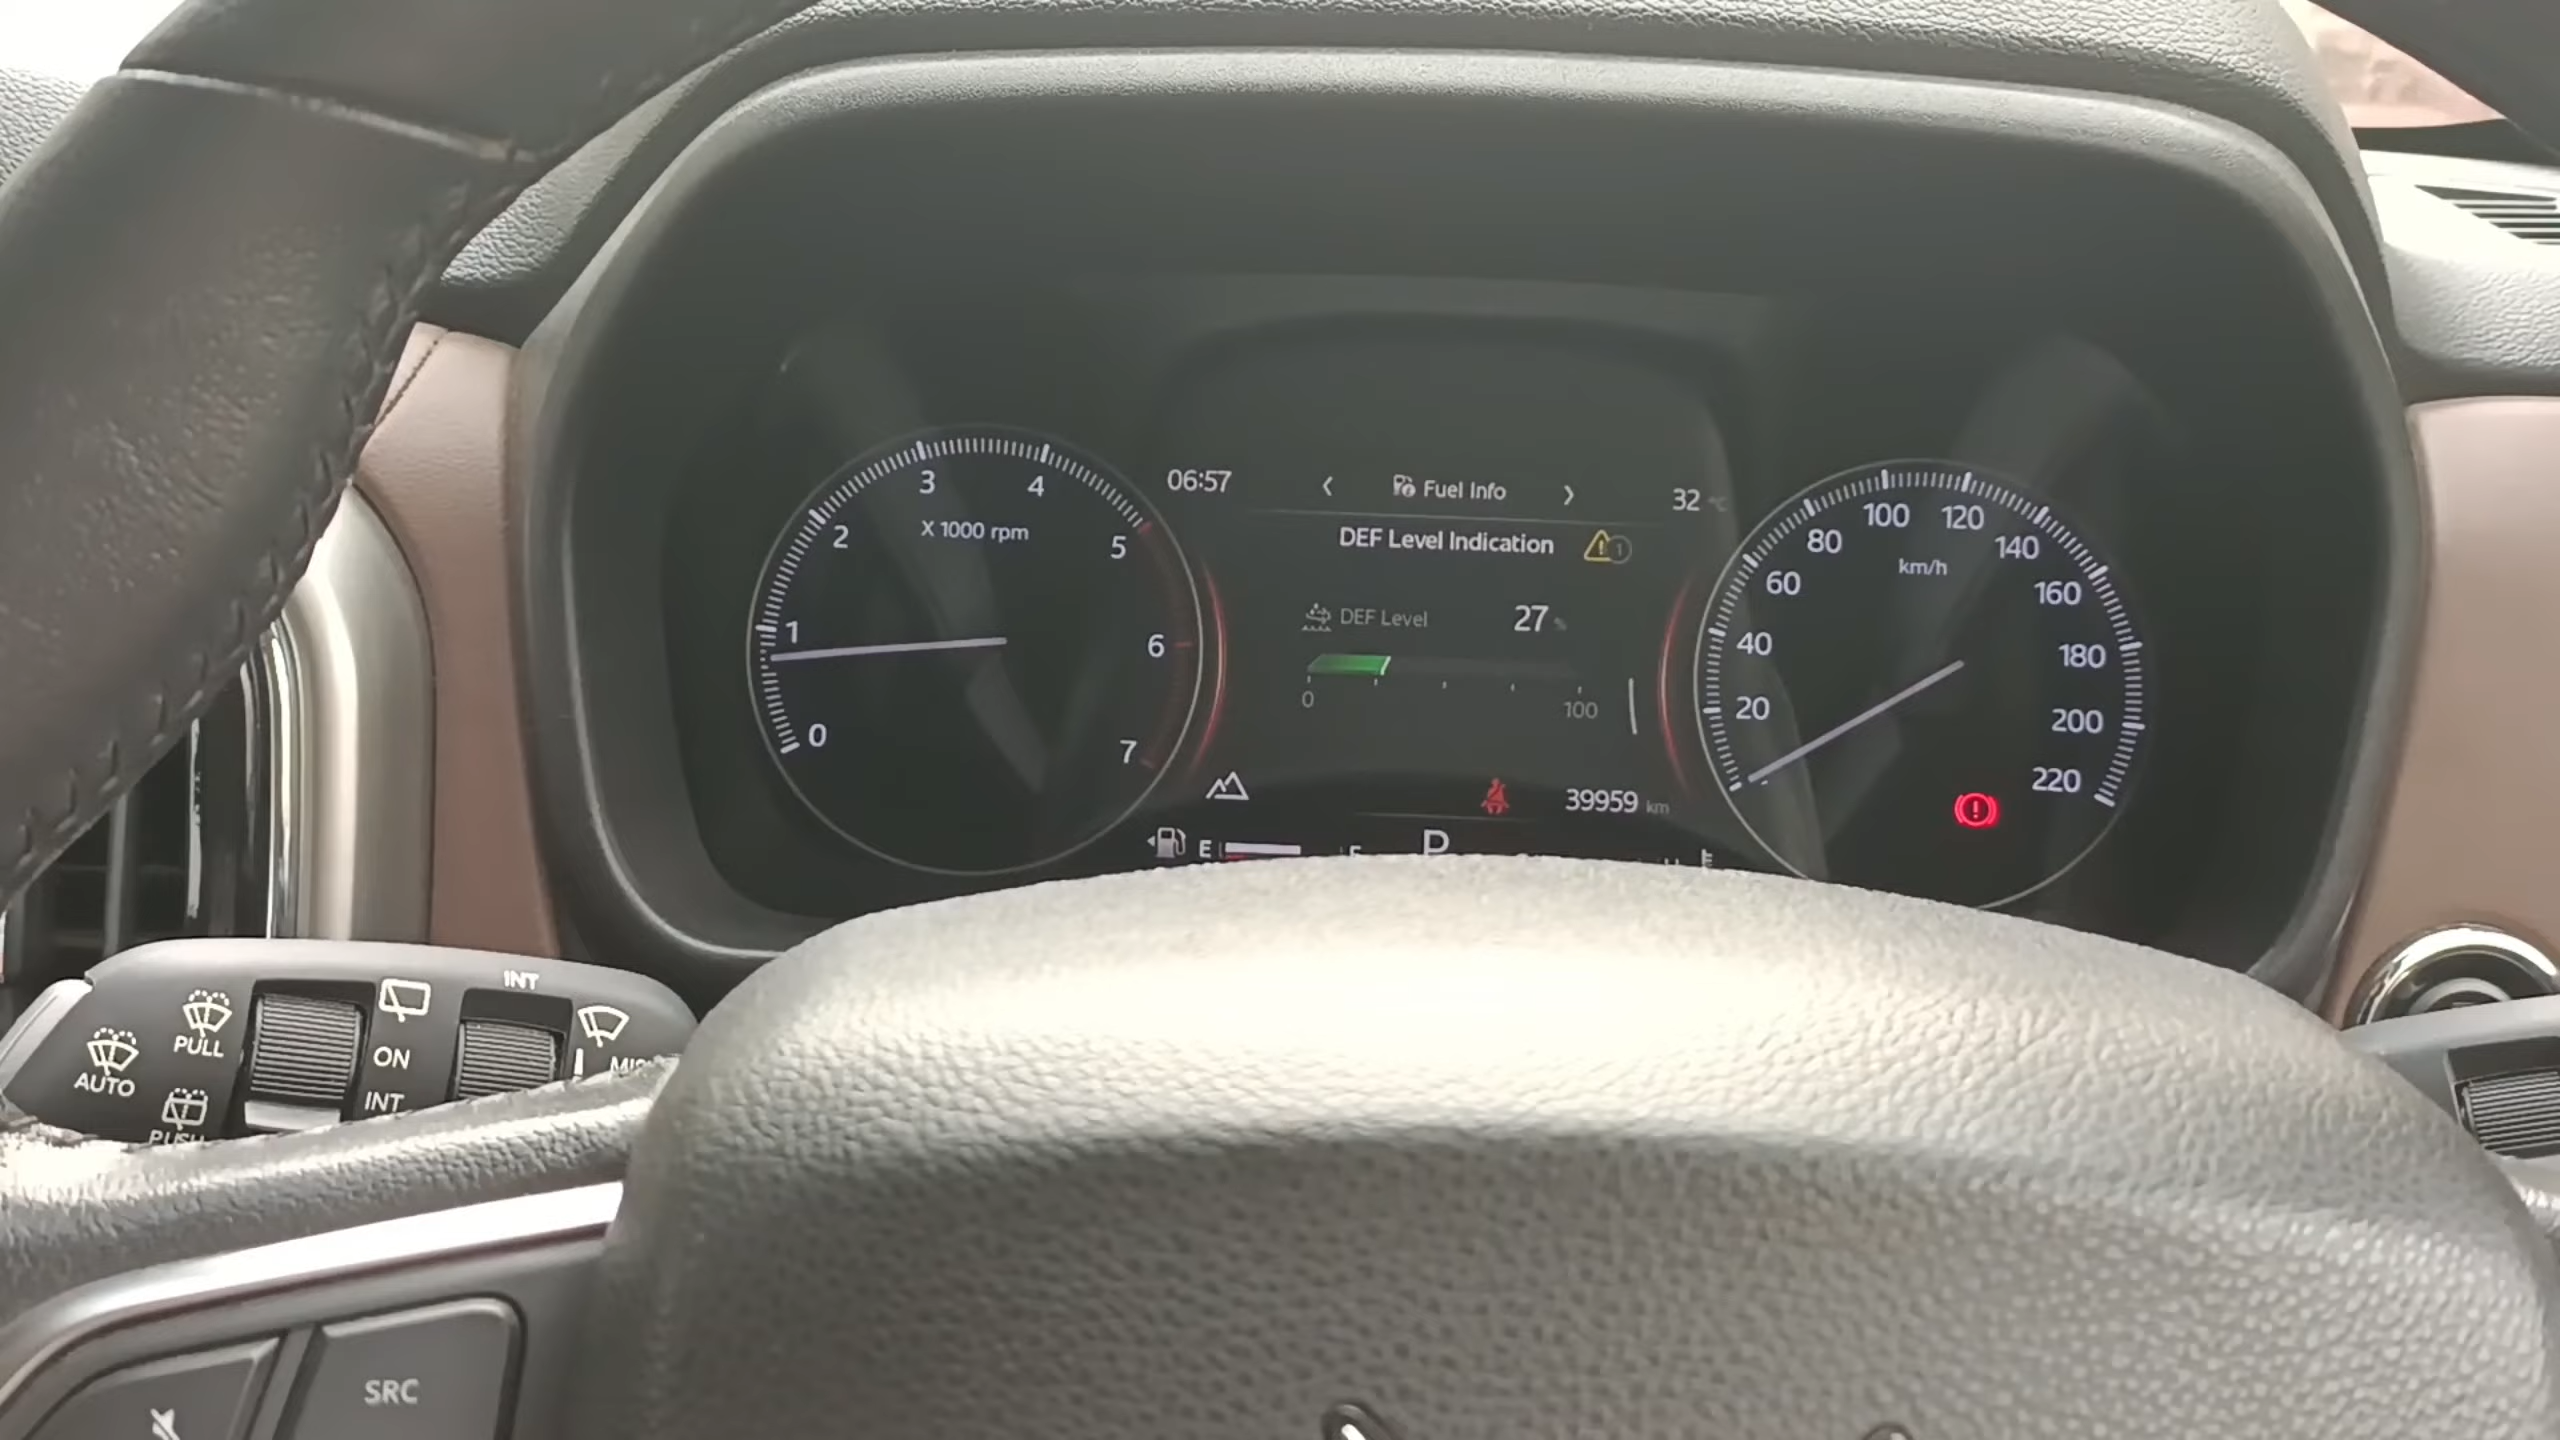 06:57
Fuel Info
32 °C
DEF Level Indication
1
DEF Level 27 %
0 100
39959 km
E F
P
H
0
1
2
3
4
5
6
7
X 1000 rpm
20
40
60
80
100
120
140
160
180
200
220
km/h
AUTO
PULL
PUSH
ON
INT
INT
SRC